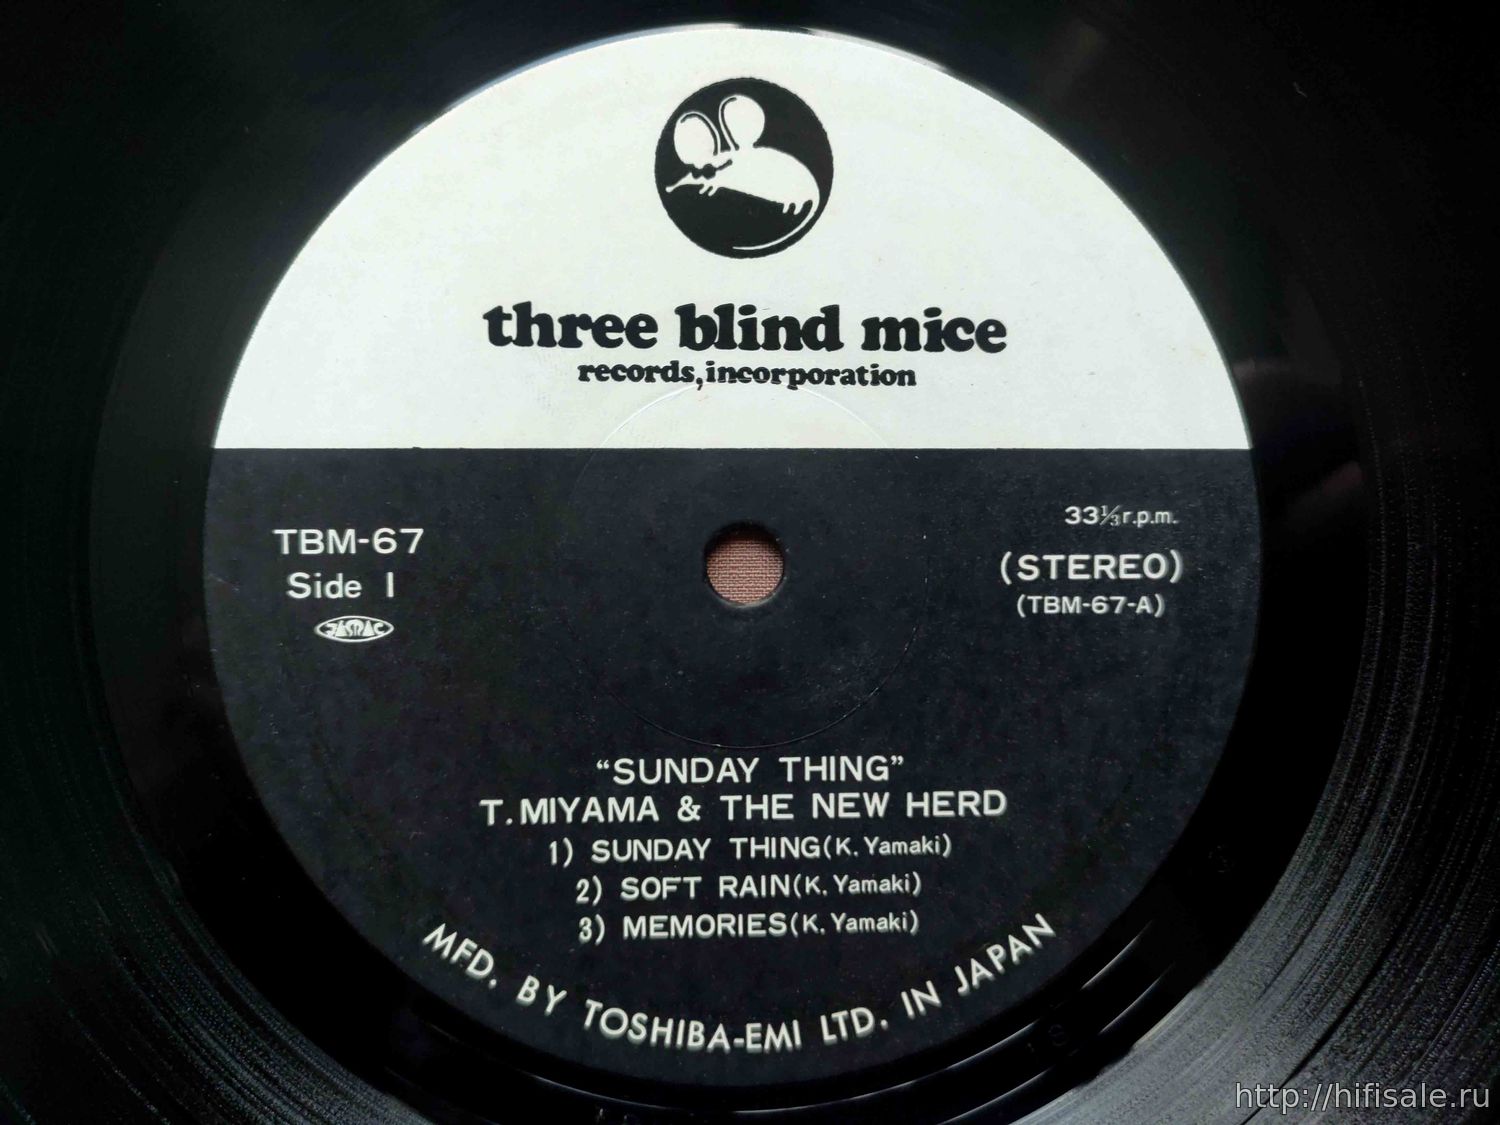 three blind mice
records, incorporation
TBM-67
Side 1
JASRAC
33⅓ r.p.m.
(STEREO)
(TBM-67-A)
“SUNDAY THING”
T. MIYAMA & THE NEW HERD
1) SUNDAY THING(K. Yamaki)
2) SOFT RAIN(K. Yamaki)
3) MEMORIES(K. Yamaki)
MFD. BY TOSHIBA-EMI LTD. IN JAPAN
http://hifisale.ru